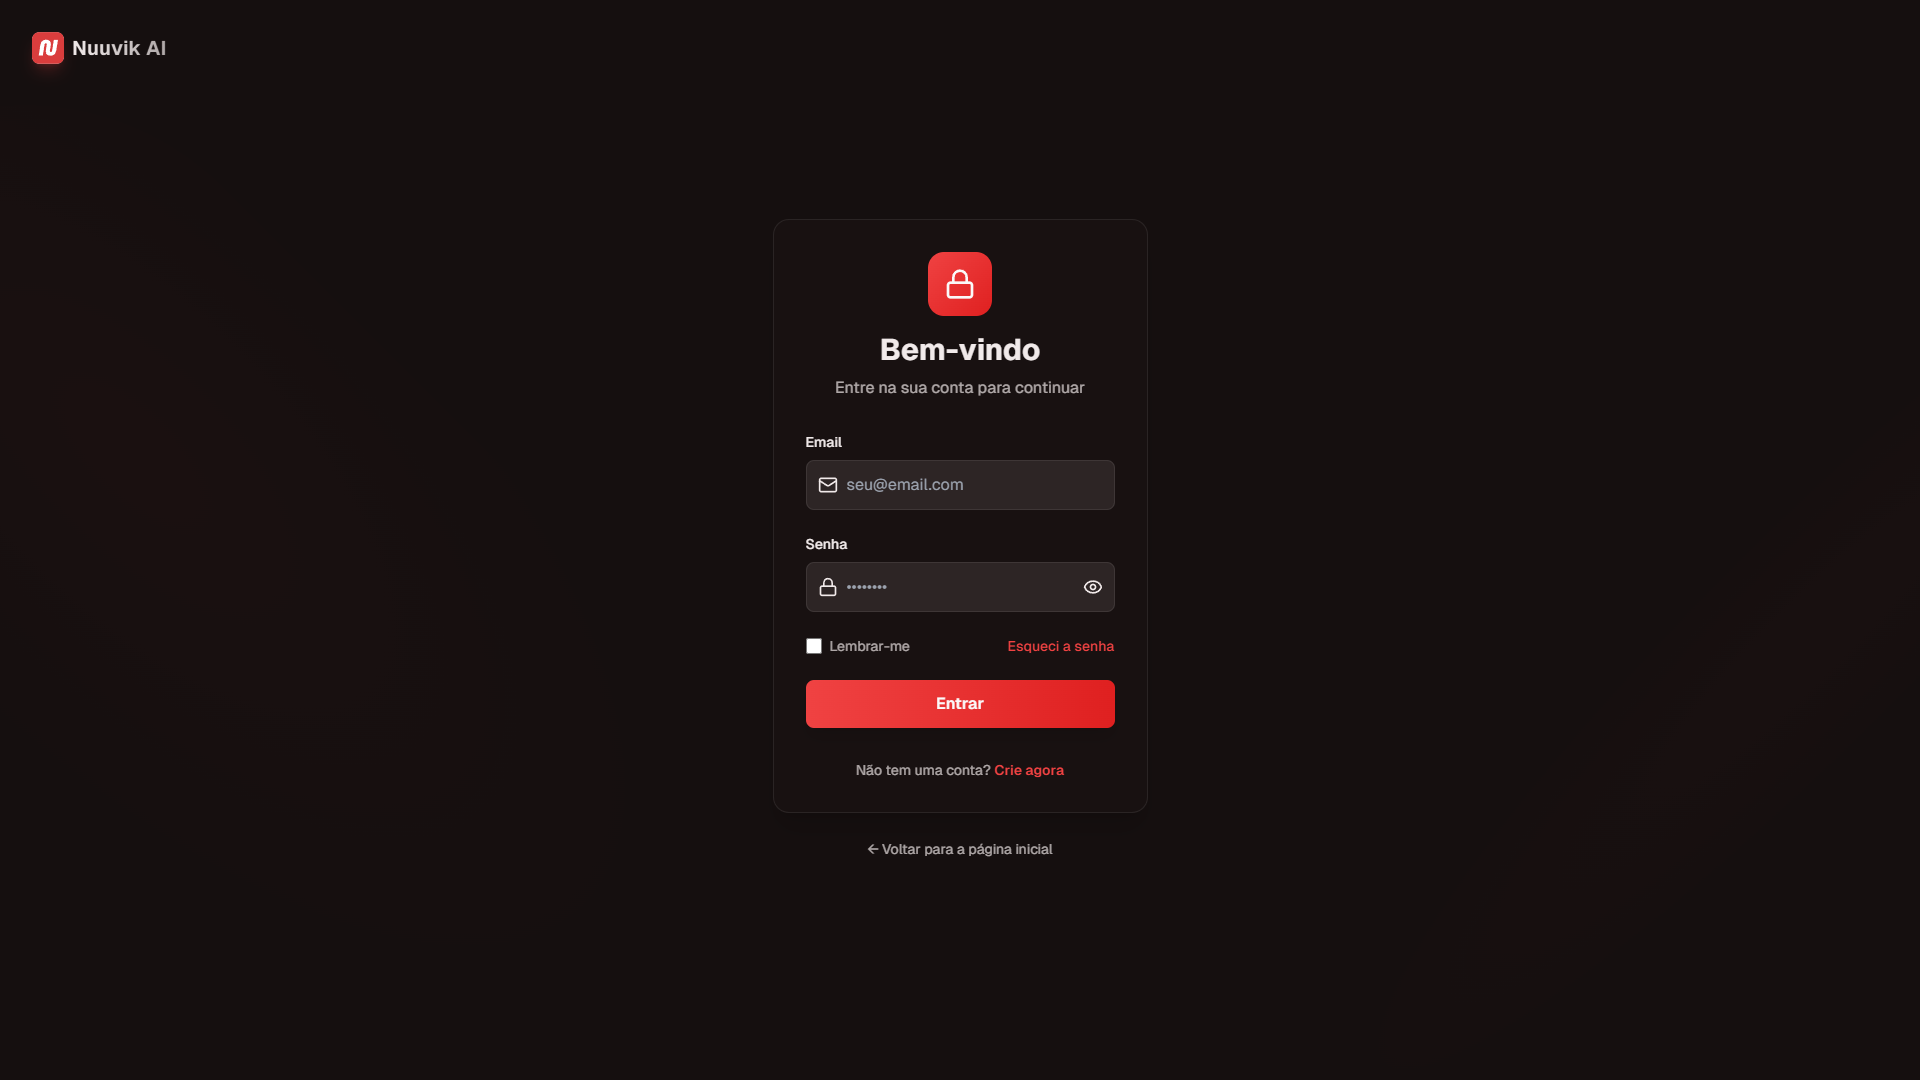 Nuuvik AI
Bem-vindo
Entre na sua conta para continuar
Email
seu@email.com
Senha
••••••••
Lembrar-me
Esqueci a senha
Entrar
Não tem uma conta? Crie agora
← Voltar para a página inicial